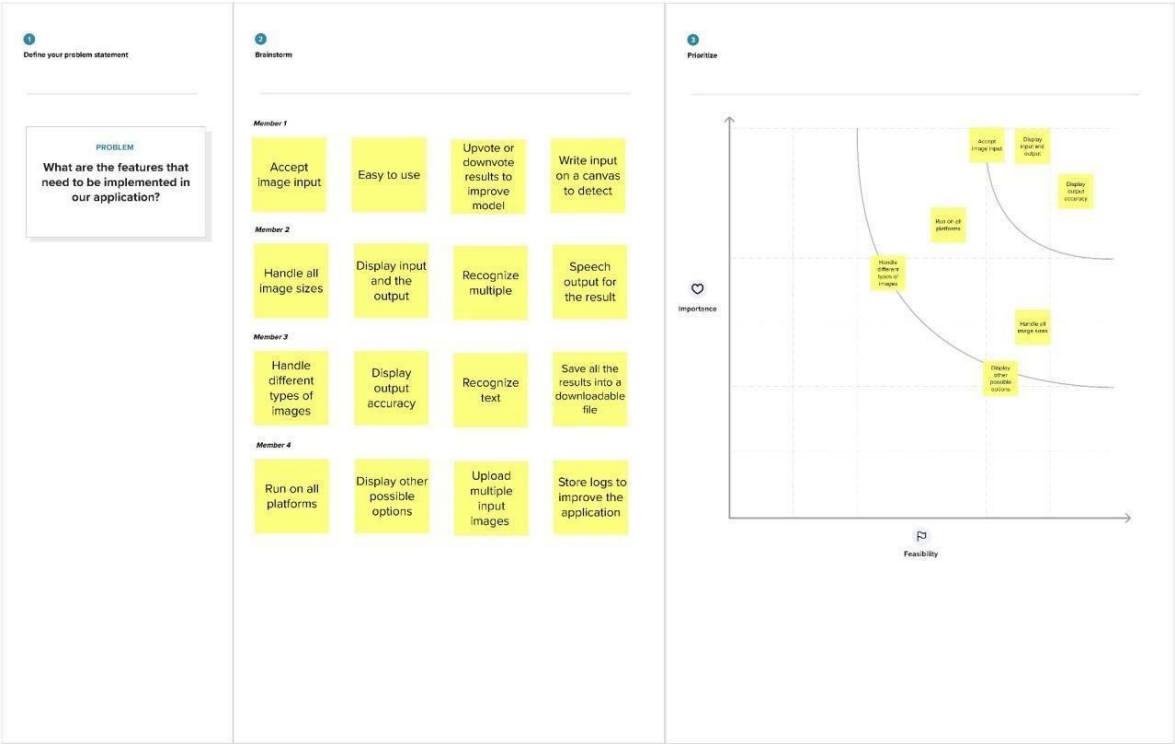 1
Define your problem statement
PROBLEM
What are the features that
need to be implemented in
our application?
2
Brainstorm
Member 1
Accept
image input
Easy to use
Upvote or
downvote
results to
improve
model
Write input
on a canvas
to detect
Member 2
Handle all
image sizes
Display input
and the
output
Recognize
multiple
Speech
output for
the result
Member 3
Handle
different
types of
images
Display
output
accuracy
Recognize
text
Save all the
results into a
downloadable
file
Member 4
Run on all
platforms
Display other
possible
options
Upload
multiple
input
images
Store logs to
improve the
application
3
Prioritize
Accept
image input
Display
input and
output
Display
output
accuracy
Run on all
platforms
Handle
different
types of
images
Importance
Handle all
image sizes
Display
other
possible
options
Feasibility